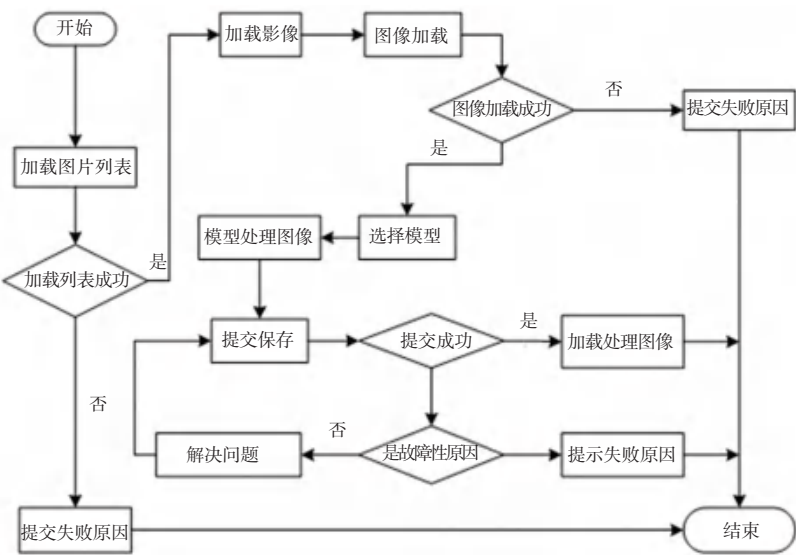 开始
加载影像
图像加载
图像加载成功
否
提交失败原因
是
加载图片列表
选择模型
模型处理图像
加载列表成功
是
提交保存
提交成功
是
加载处理图像
否
解决问题
否
是故障性原因
提示失败原因
提交失败原因
结束